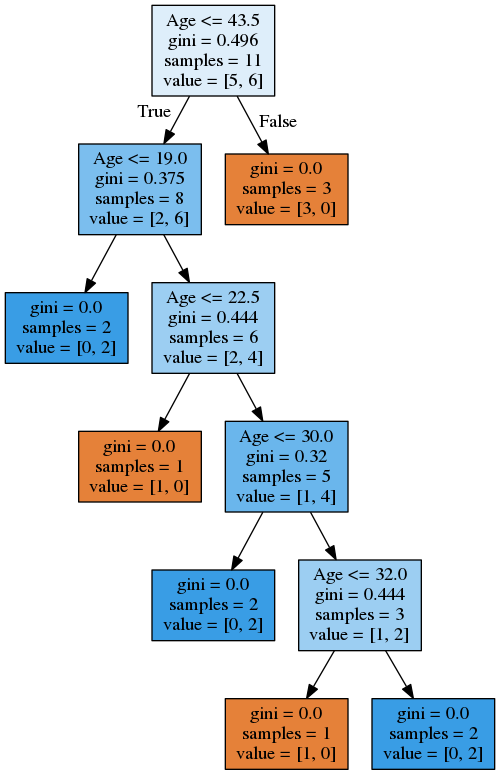 Age <= 43.5
gini = 0.496
samples = 11
value = [5, 6]
True
False
Age <= 19.0
gini = 0.375
samples = 8
value = [2, 6]
gini = 0.0
samples = 3
value = [3, 0]
gini = 0.0
samples = 2
value = [0, 2]
Age <= 22.5
gini = 0.444
samples = 6
value = [2, 4]
gini = 0.0
samples = 1
value = [1, 0]
Age <= 30.0
gini = 0.32
samples = 5
value = [1, 4]
gini = 0.0
samples = 2
value = [0, 2]
Age <= 32.0
gini = 0.444
samples = 3
value = [1, 2]
gini = 0.0
samples = 1
value = [1, 0]
gini = 0.0
samples = 2
value = [0, 2]